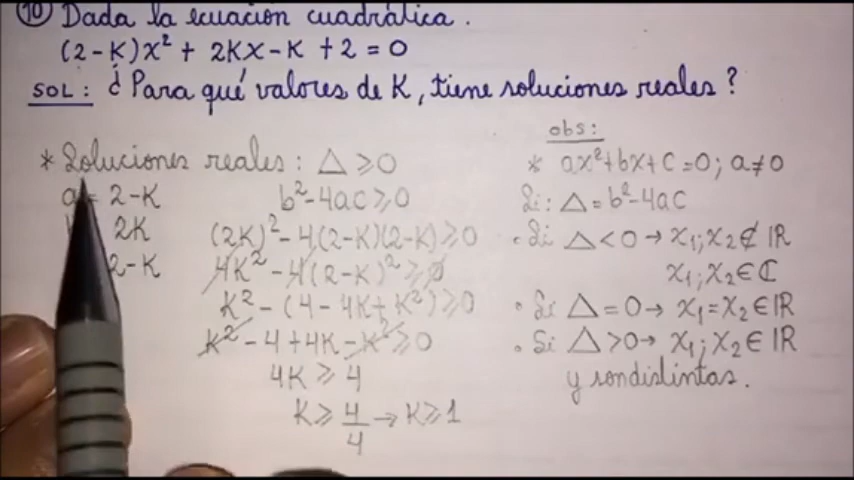 10 Dada la ecuación cuadrática.
(2-K)x² + 2Kx-K +2 = 0
SOL: ¿Para qué valores de K, tiene soluciones reales?
* Soluciones reales: Δ ≥ 0
a= 2-K
2K
2-K
b²-4ac ≥ 0
(2K)² - 4(2-K)(2-K) ≥ 0
4K² - 4(2-K)² ≥ 0
K² - (4 - 4K + K²) ≥ 0
K² - 4 + 4K - K² ≥ 0
4K ≥ 4
K ≥ 4/4 → K ≥ 1
obs:
* ax²+bx+c=0; a≠0
Si: Δ = b²-4ac
• Si Δ < 0 → x₁; x₂ ∉ IR
x₁; x₂ ∈ ℂ
• Si Δ = 0 → x₁ = x₂ ∈ IR
• Si Δ > 0 → x₁; x₂ ∈ IR
y son distintas.